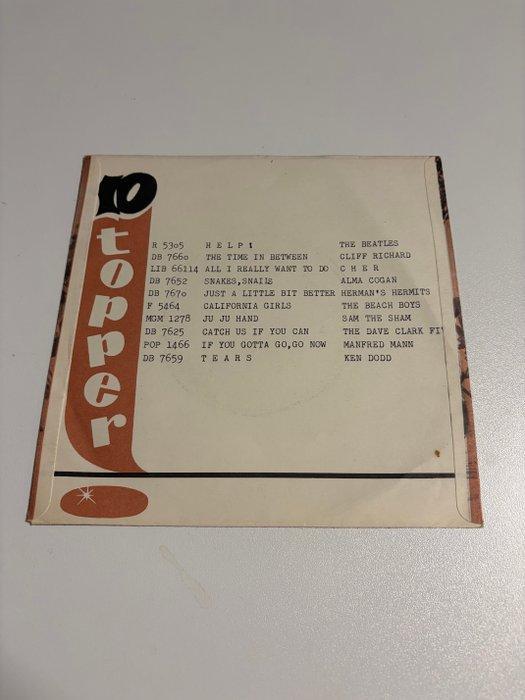 10
topper
R 5305 H E L P ! THE BEATLES
DB 7660 THE TIME IN BETWEEN CLIFF RICHARD
LIB 66114 ALL I REALLY WANT TO DO C H E R
DB 7652 SNAKES,SNAILS ALMA COGAN
DB 7670 JUST A LITTLE BIT BETTER HERMAN'S HERMITS
F 5464 CALIFORNIA GIRLS THE BEACH BOYS
MGM 1278 JU JU HAND SAM THE SHAM
DB 7625 CATCH US IF YOU CAN THE DAVE CLARK FI
POP 1466 IF YOU GOTTA GO,GO NOW MANFRED MANN
DB 7659 T E A R S KEN DODD